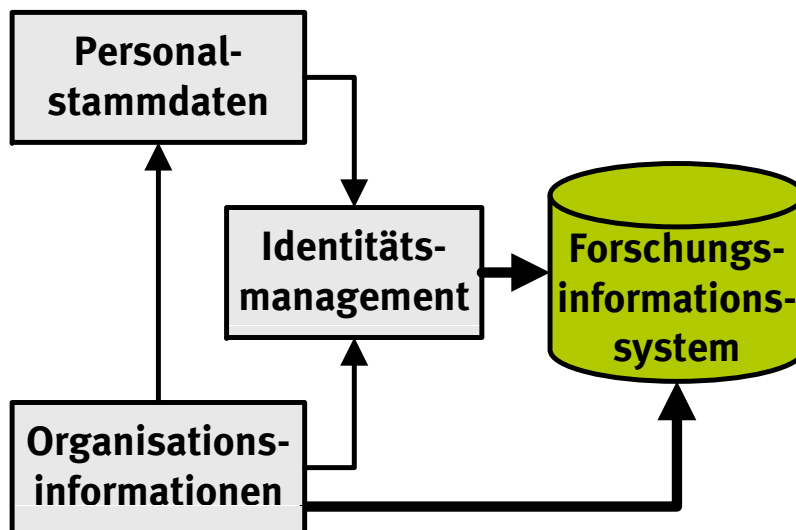 Personal-
stammdaten
Identitäts-
management
Forschungs-
informations-
system
Organisations-
informationen